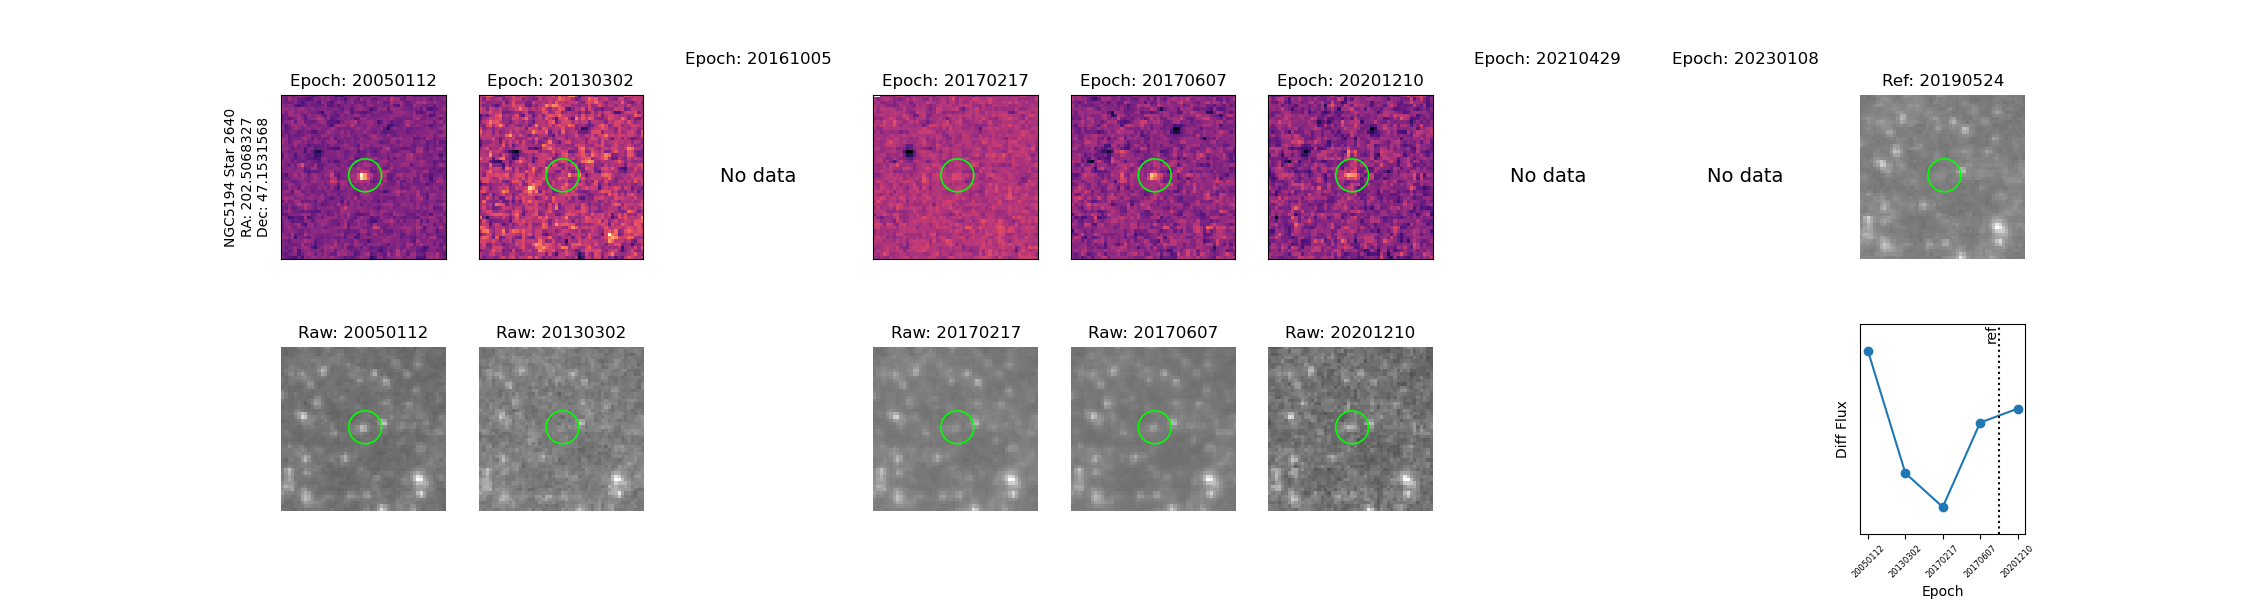 NGC5194 Star 2640
RA: 202.5068327
Dec: 47.1531568
Epoch: 20050112
Epoch: 20130302
Epoch: 20161005
No data
Epoch: 20170217
Epoch: 20170607
Epoch: 20201210
Epoch: 20210429
No data
Epoch: 20230108
No data
Ref: 20190524
Raw: 20050112
Raw: 20130302
Raw: 20170217
Raw: 20170607
Raw: 20201210
Diff Flux
ref
20050112
20130302
20170217
20170607
20201210
Epoch